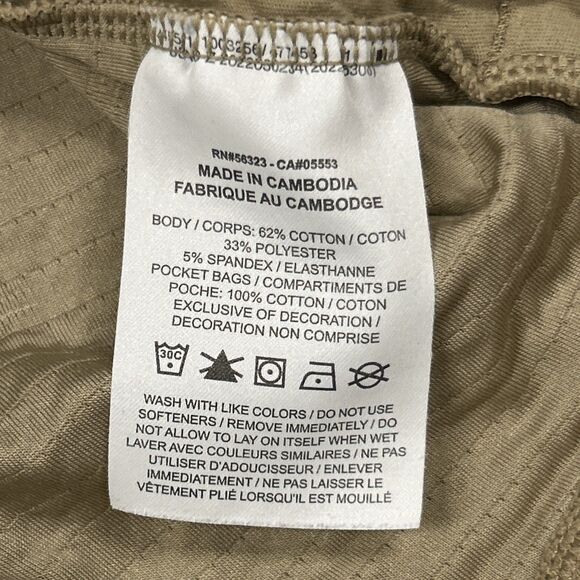 RN#56323 - CA#05553
MADE IN CAMBODIA
FABRIQUE AU CAMBODGE
BODY / CORPS: 62% COTTON / COTON
33% POLYESTER
5% SPANDEX / ELASTHANNE
POCKET BAGS / COMPARTIMENTS DE
POCHE: 100% COTTON / COTON
EXCLUSIVE OF DECORATION /
DECORATION NON COMPRISE
30C
WASH WITH LIKE COLORS / DO NOT USE
SOFTENERS / REMOVE IMMEDIATELY / DO
NOT ALLOW TO LAY ON ITSELF WHEN WET
LAVER AVEC COULEURS SIMILAIRES / NE PAS
UTILISER D'ADOUCISSEUR / ENLEVER
IMMEDIATEMENT / NE PAS LAISSER LE
VÊTEMENT PLIÉ LORSQU'IL EST MOUILLÉ